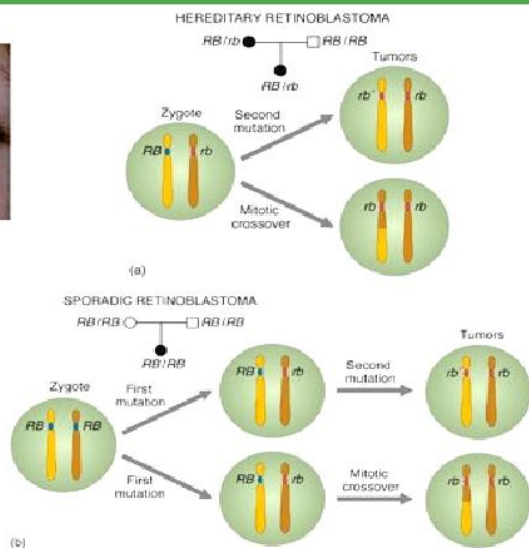 HEREDITARY RETINOBLASTOMA
RB/rb
RB/RB
RB/rb
Tumors
Zygote
Second
mutation
RB
rb
rb
rb
Mitotic
crossover
rb
rb
(a)
SPORADIC RETINOBLASTOMA
RB/RB
RB/RB
RB/RB
Tumors
Zygote
First
mutation
RB
rb
Second
mutation
rb
rb
RB
RB
First
mutation
RB
rb
Mitotic
crossover
rb
rb
(b)